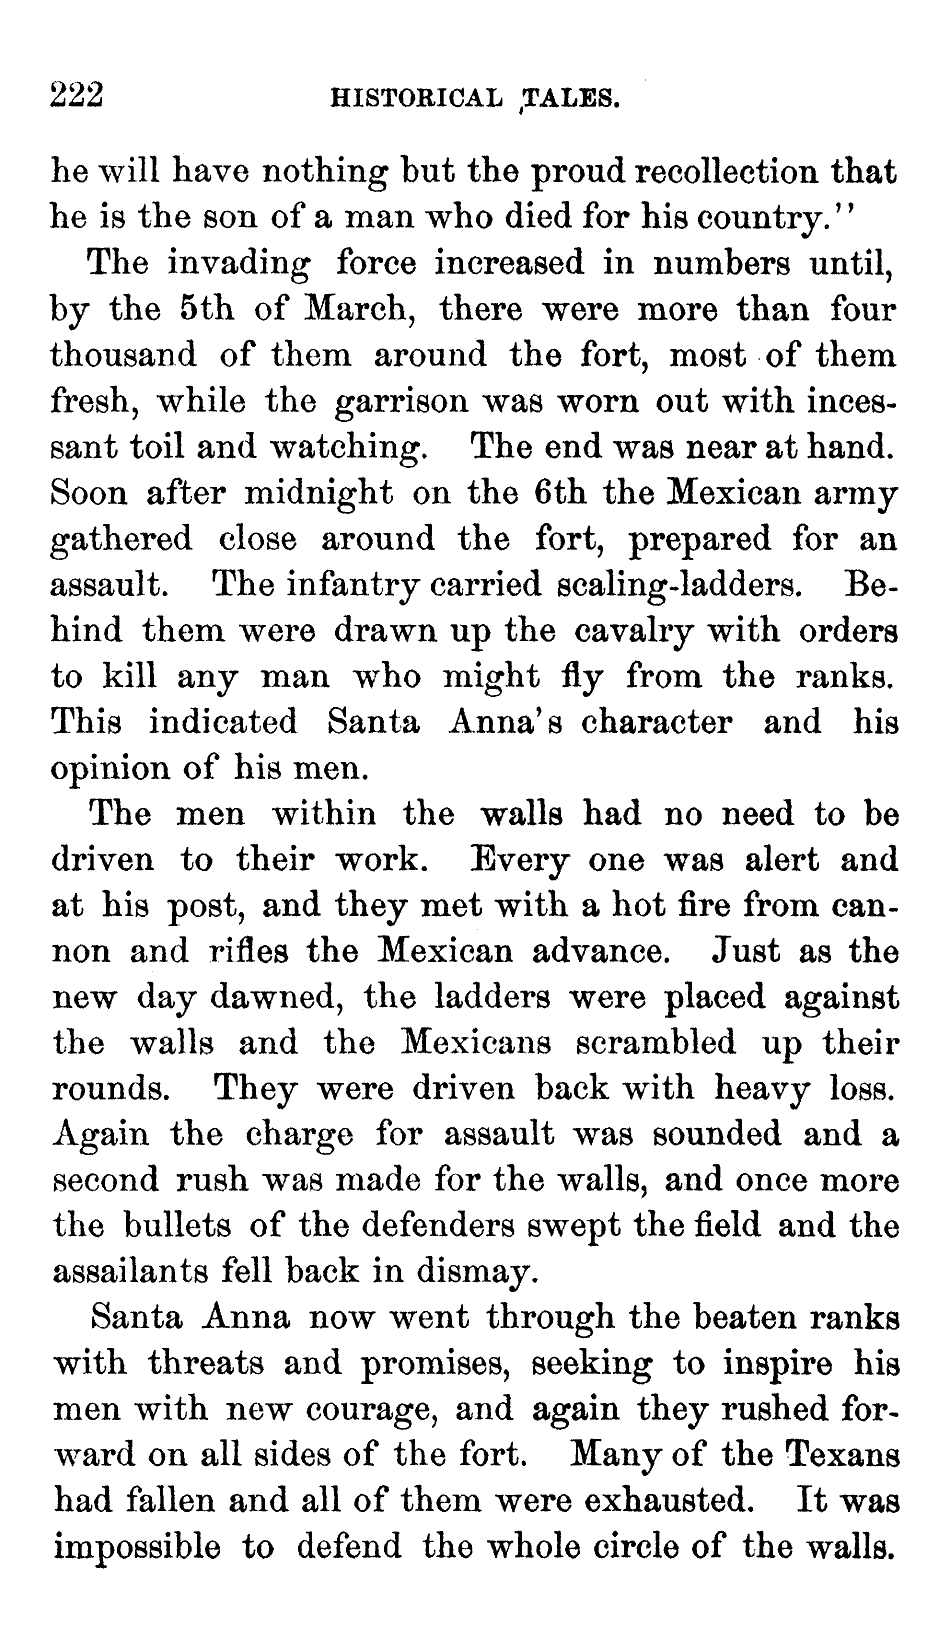 222 HISTORICAL TALES.
he will have nothing but the proud recollection that
he is the son of a man who died for his country.''
The invading force increased in numbers until,
by the 5th of March, there were more than four
thousand of them around the fort, most of them
fresh, while the garrison was worn out with inces-
sant toil and watching. The end was near at hand.
Soon after midnight on the 6th the Mexican army
gathered close around the fort, prepared for an
assault. The infantry carried scaling-ladders. Be-
hind them were drawn up the cavalry with orders
to kill any man who might fly from the ranks.
This indicated Santa Anna's character and his
opinion of his men.
The men within the walls had no need to be
driven to their work. Every one was alert and
at his post, and they met with a hot fire from can-
non and rifles the Mexican advance. Just as the
new day dawned, the ladders were placed against
the walls and the Mexicans scrambled up their
rounds. They were driven back with heavy loss.
Again the charge for assault was sounded and a
second rush was made for the walls, and once more
the bullets of the defenders swept the field and the
assailants fell back in dismay.
Santa Anna now went through the beaten ranks
with threats and promises, seeking to inspire his
men with new courage, and again they rushed for-
ward on all sides of the fort. Many of the Texans
had fallen and all of them were exhausted. It was
impossible to defend the whole circle of the walls.